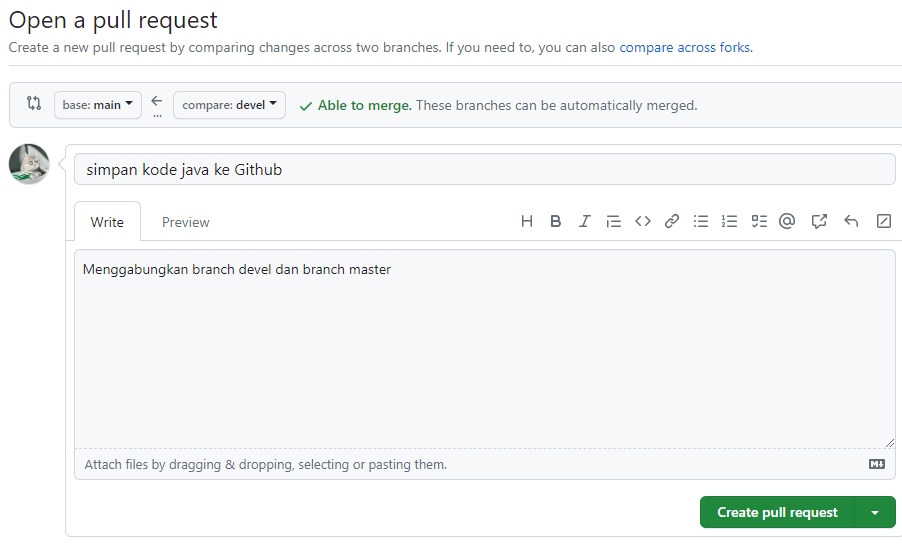 Open a pull request
Create a new pull request by comparing changes across two branches. If you need to, you can also compare across forks.
base: main ← ... compare: devel ✓ Able to merge. These branches can be automatically merged.
simpan kode java ke Github
Write Preview H B I <> @
Menggabungkan branch devel dan branch master
Attach files by dragging & dropping, selecting or pasting them.
Create pull request